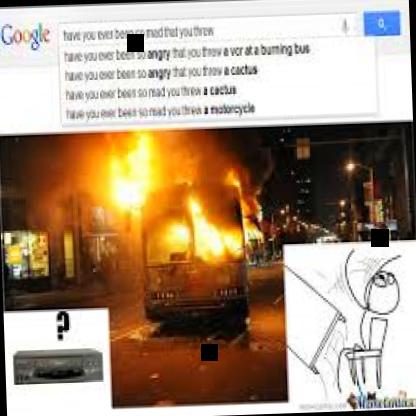 Google
have you ever been so mad that you threw
have you ever been so angry that you threw a vcr at a burning bus
have you ever been so angry that you threw a cactus
have you ever been so mad you threw a cactus
have you ever been so mad you threw a motorcycle
?